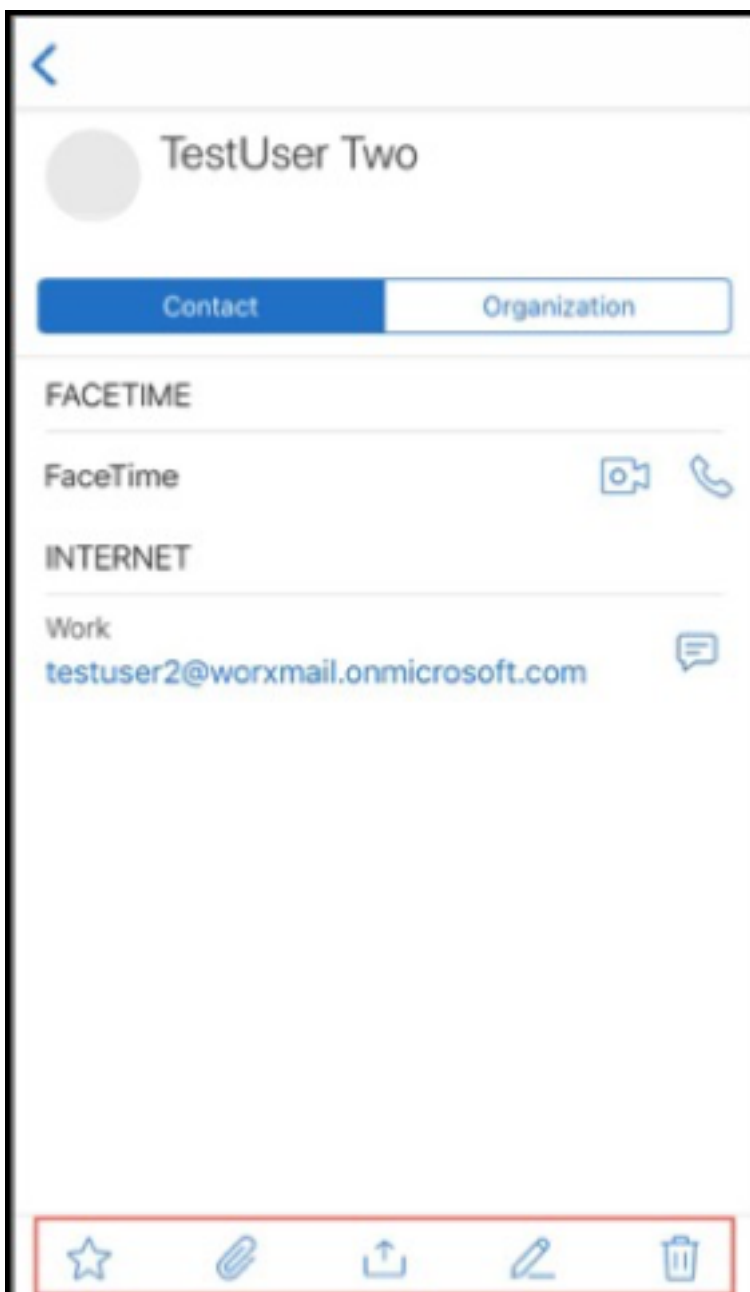 TestUser Two
Contact Organization
FACETIME
FaceTime
INTERNET
Work
testuser2@worxmail.onmicrosoft.com